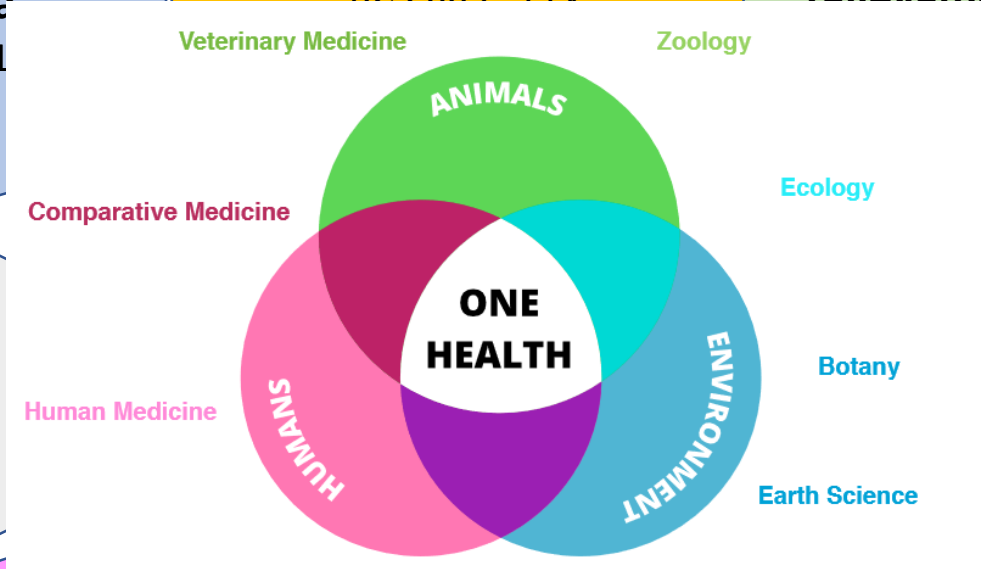 Veterinary Medicine
Zoology
ANIMALS
Ecology
Comparative Medicine
ONE
HEALTH
ENVIRONMENT
Botany
HUMANS
Human Medicine
Earth Science